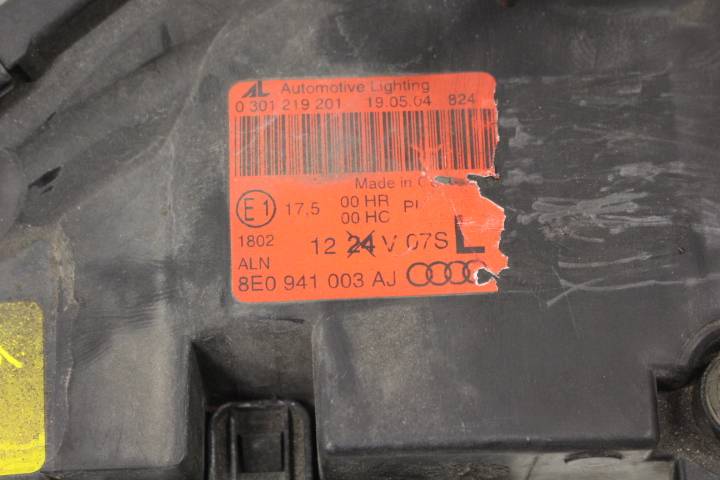 AL Automotive Lighting
0 301 219 201 19.05.04 824
Made in
E1 17,5 00 HR PI
00 HC
1802 12 24 V 07S L
ALN
8E0 941 003 AJ